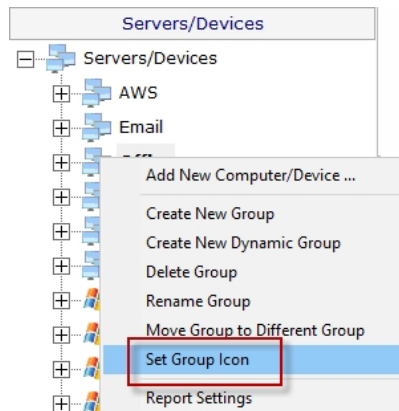 Servers/Devices
Servers/Devices
AWS
Email
Add New Computer/Device ...
Create New Group
Create New Dynamic Group
Delete Group
Rename Group
Move Group to Different Group
Set Group Icon
Report Settings